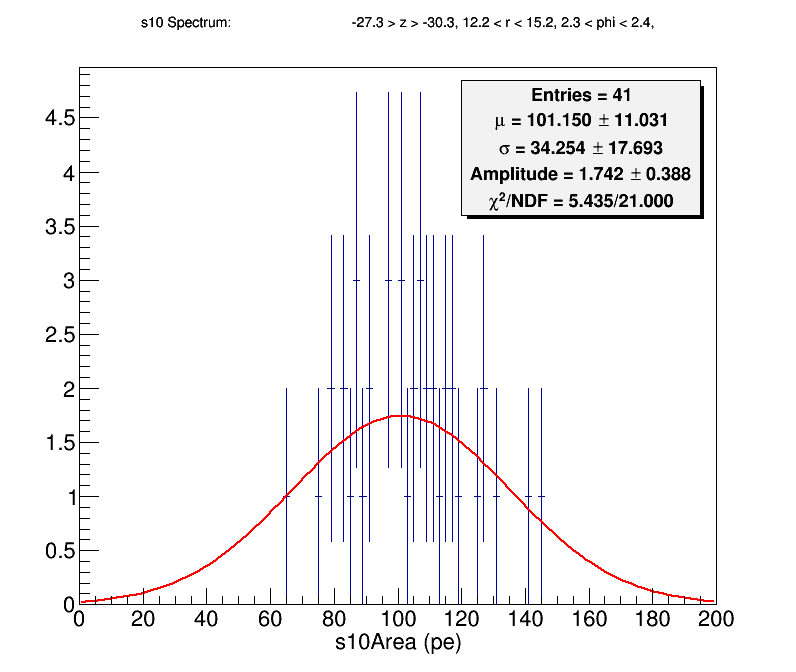 s10 Spectrum: -27.3 > z > -30.3, 12.2 < r < 15.2, 2.3 < phi < 2.4,
Entries = 41
μ = 101.150 ± 11.031
σ = 34.254 ± 17.693
Amplitude = 1.742 ± 0.388
χ²/NDF = 5.435/21.000
4.5
4
3.5
3
2.5
2
1.5
1
0.5
0
0 20 40 60 80 100 120 140 160 180 200
s10Area (pe)